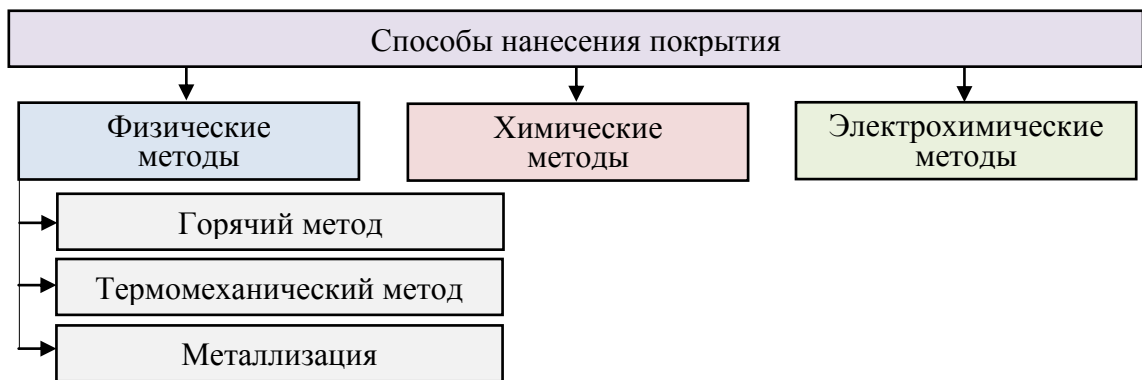 Способы нанесения покрытия
Физические
методы
Химические
методы
Электрохимические
методы
Горячий метод
Термомеханический метод
Металлизация